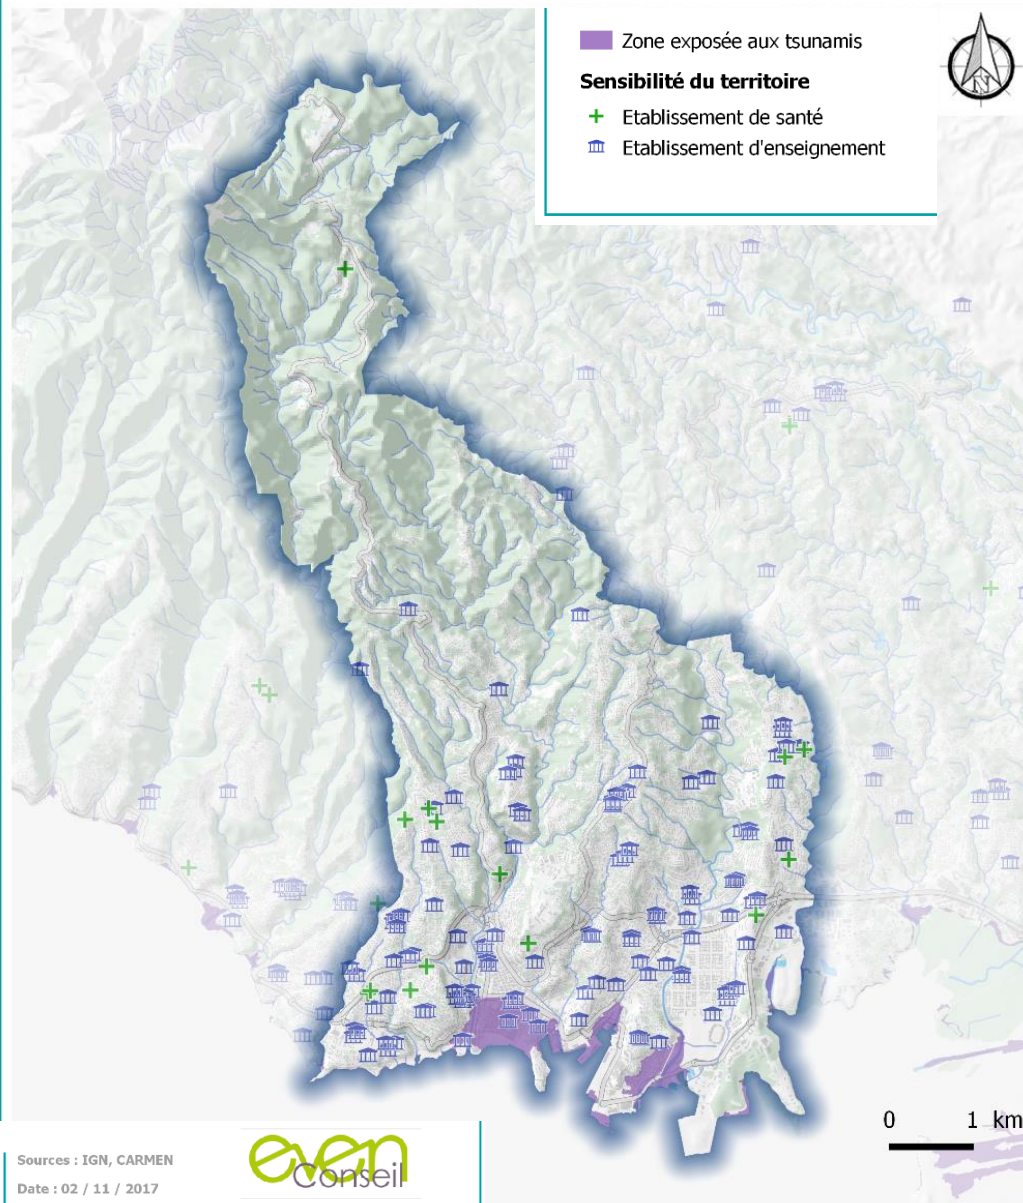 Zone exposée aux tsunamis
Sensibilité du territoire
Etablissement de santé
Etablissement d'enseignement
N
0 1 km
Sources : IGN, CARMEN
Date : 02 / 11 / 2017
even
Conseil